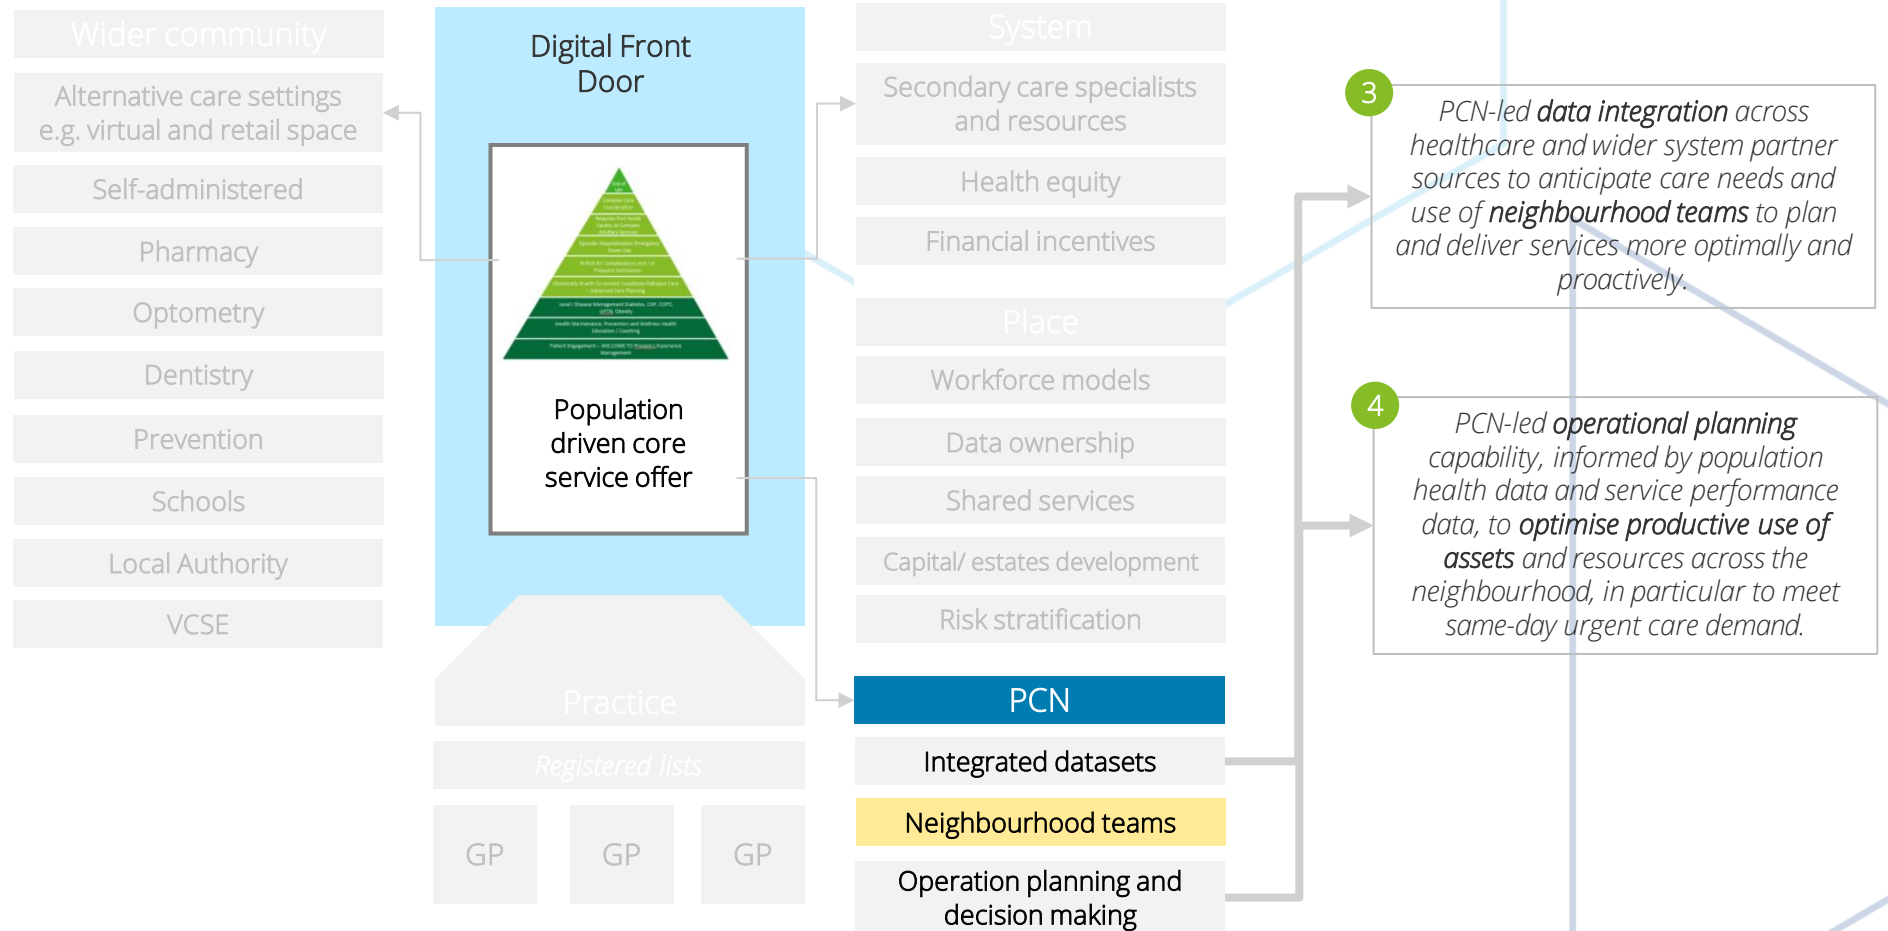 Wider community
Alternative care settings
e.g. virtual and retail space
Self-administered
Pharmacy
Optometry
Dentistry
Prevention
Schools
Local Authority
VCSE
Digital Front
Door
End of
Life
Complex Care
Coordination
Population
driven core
service offer
Practice
Registered lists
GP
GP
GP
System
Secondary care specialists
and resources
Health equity
Financial incentives
Place
Workforce models
Data ownership
Shared services
Capital/ estates development
Risk stratification
PCN
Integrated datasets
Neighbourhood teams
Operation planning and
decision making
3
PCN-led data integration across
healthcare and wider system partner
sources to anticipate care needs and
use of neighbourhood teams to plan
and deliver services more optimally and
proactively.
4
PCN-led operational planning
capability, informed by population
health data and service performance
data, to optimise productive use of
assets and resources across the
neighbourhood, in particular to meet
same-day urgent care demand.